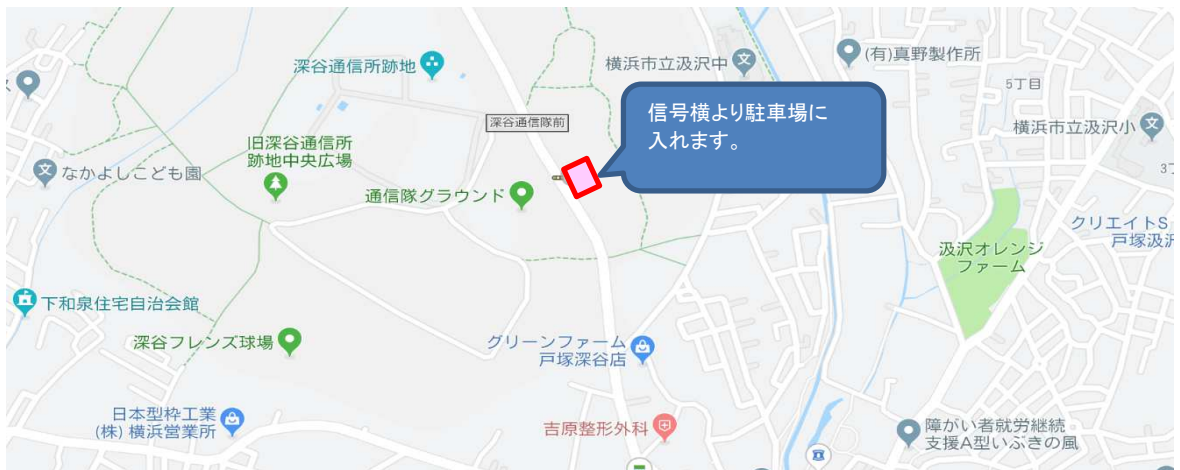 深谷通信所跡地
横浜市立汲沢中
(有)真野製作所
5丁目
信号横より駐車場に
入れます。
深谷通信隊前
横浜市立汲沢小
旧深谷通信所
跡地中央広場
なかよしこども園
通信隊グラウンド
クリエイトS
戸塚汲沢
汲沢オレンジ
ファーム
下和泉住宅自治会館
深谷フレンズ球場
グリーンファーム
戸塚深谷店
日本型枠工業
(株) 横浜営業所
吉原整形外科
障がい者就労継続
支援A型いぶきの風